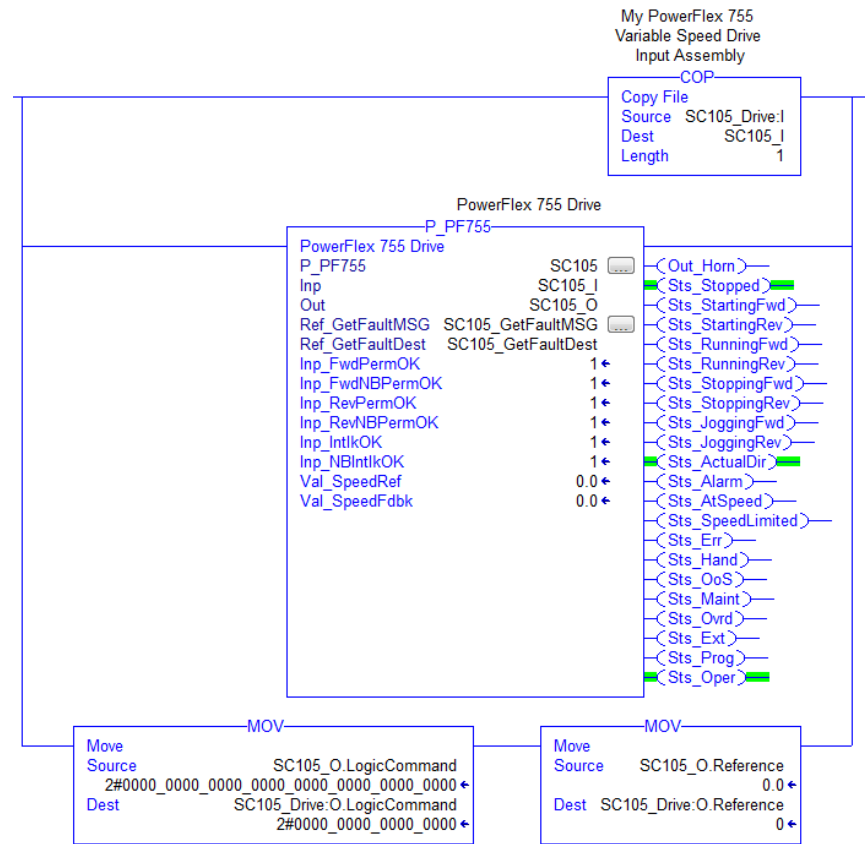 My PowerFlex 755
Variable Speed Drive
Input Assembly
COP
Copy File
Source SC105_Drive:I
Dest SC105_I
Length 1
PowerFlex 755 Drive
P_PF755
PowerFlex 755 Drive
P_PF755 SC105 ...
Inp SC105_I
Out SC105_O
Ref_GetFaultMSG SC105_GetFaultMSG ...
Ref_GetFaultDest SC105_GetFaultDest
Inp_FwdPermOK 1
Inp_FwdNBPermOK 1
Inp_RevPermOK 1
Inp_RevNBPermOK 1
Inp_IntlkOK 1
Inp_NBIntlkOK 1
Val_SpeedRef 0.0
Val_SpeedFdbk 0.0
Out_Horn
Sts_Stopped
Sts_StartingFwd
Sts_StartingRev
Sts_RunningFwd
Sts_RunningRev
Sts_StoppingFwd
Sts_StoppingRev
Sts_JoggingFwd
Sts_JoggingRev
Sts_ActualDir
Sts_Alarm
Sts_AtSpeed
Sts_SpeedLimited
Sts_Err
Sts_Hand
Sts_OoS
Sts_Maint
Sts_Ovrd
Sts_Ext
Sts_Prog
Sts_Oper
MOV
Move
Source SC105_O.LogicCommand
2#0000_0000_0000_0000_0000_0000_0000_0000
Dest SC105_Drive:O.LogicCommand
2#0000_0000_0000_0000
MOV
Move
Source SC105_O.Reference
0.0
Dest SC105_Drive:O.Reference
0